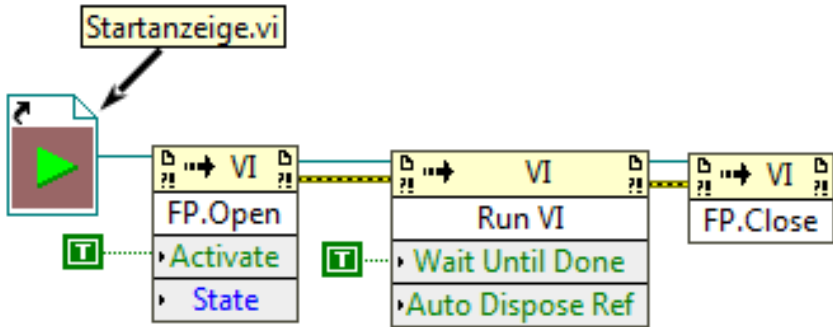 Startanzeige.vi
VI
FP.Open
T
Activate
State
VI
Run VI
T
Wait Until Done
Auto Dispose Ref
VI
FP.Close